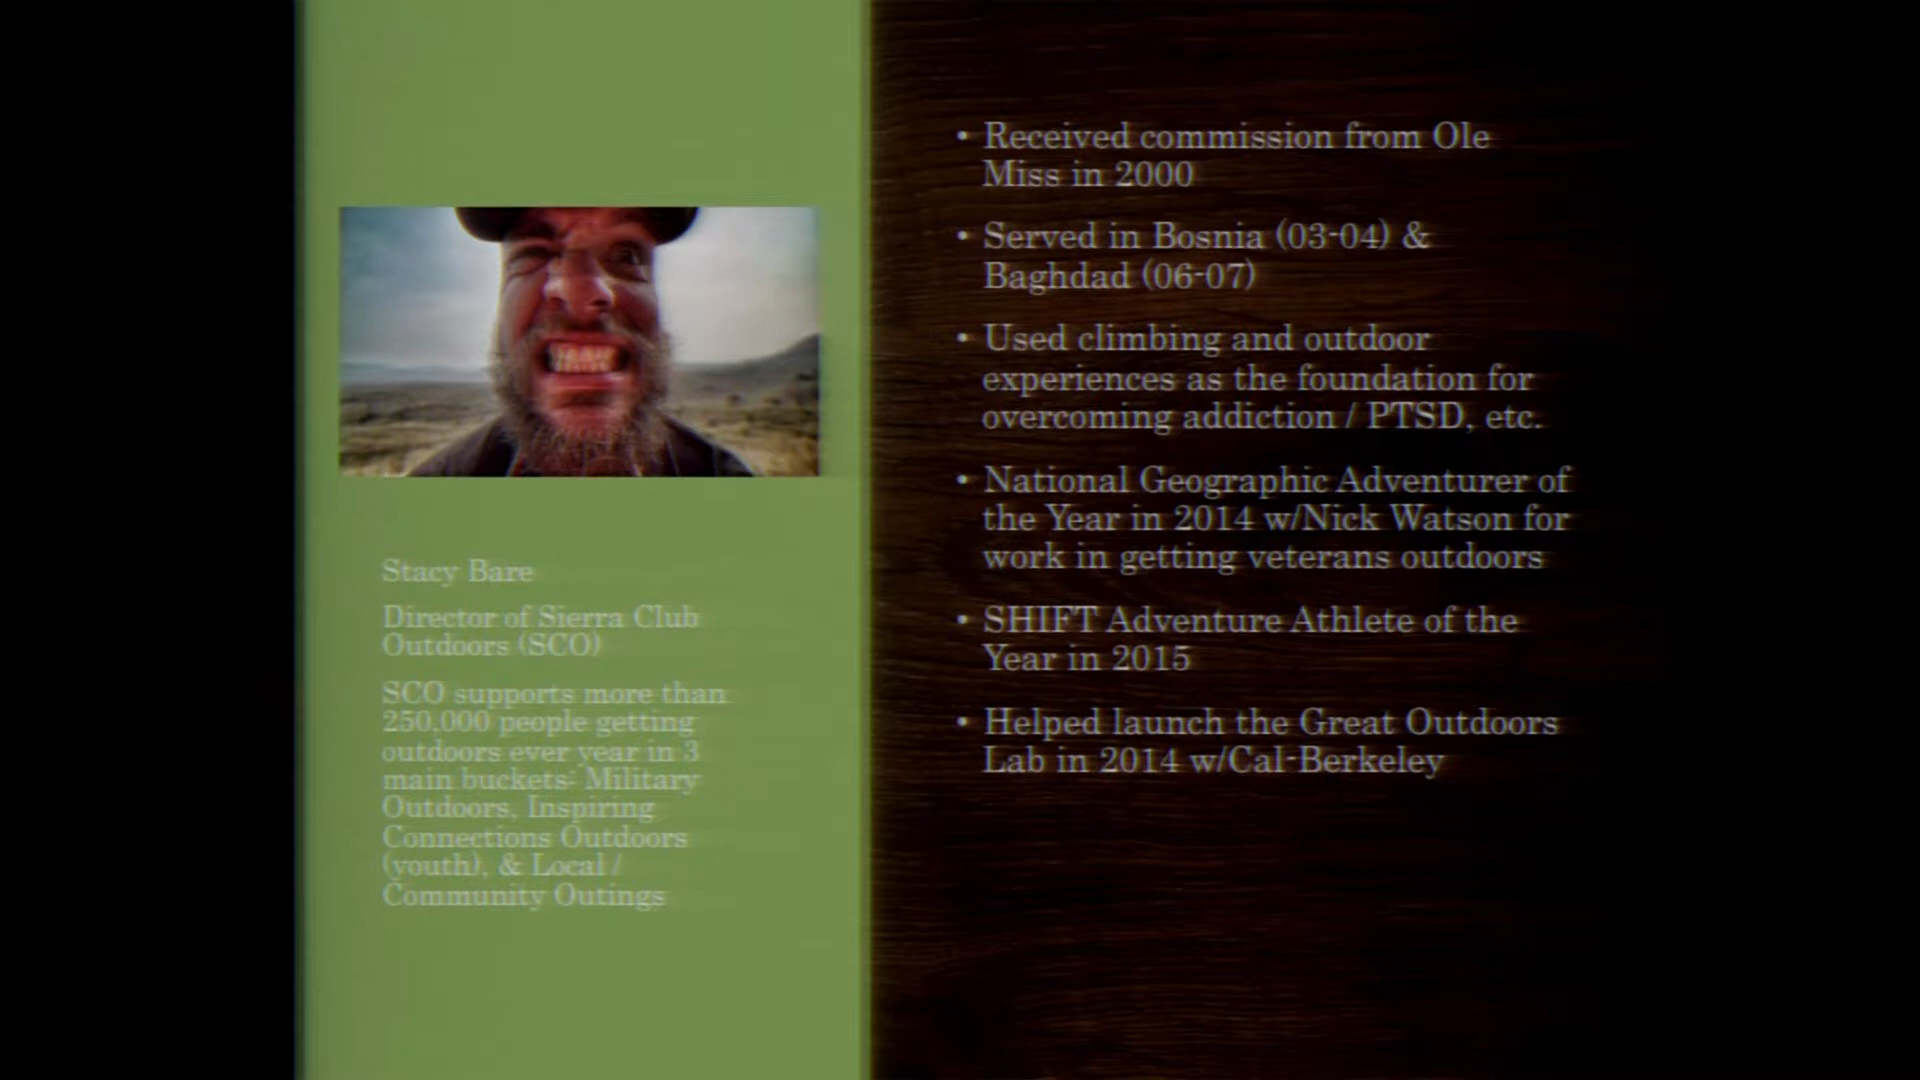 Stacy Bare
Director of Sierra Club
Outdoors (SCO)
SCO supports more than
250,000 people getting
outdoors ever year in 3
main buckets: Military
Outdoors, Inspiring
Connections Outdoors
(youth), & Local /
Community Outings
• Received commission from Ole
Miss in 2000
• Served in Bosnia (03-04) &
Baghdad (06-07)
• Used climbing and outdoor
experiences as the foundation for
overcoming addiction / PTSD, etc.
• National Geographic Adventurer of
the Year in 2014 w/Nick Watson for
work in getting veterans outdoors
• SHIFT Adventure Athlete of the
Year in 2015
• Helped launch the Great Outdoors
Lab in 2014 w/Cal-Berkeley